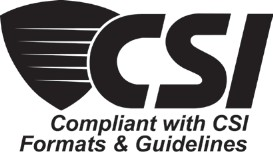 CSI
Compliant with CSI
Formats & Guidelines